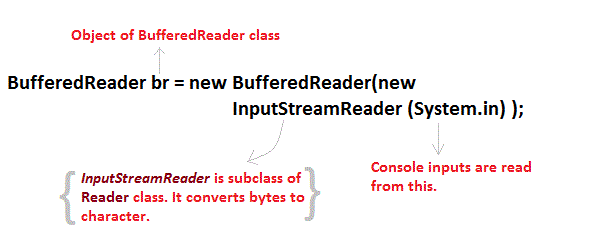 Object of BufferedReader class
BufferedReader br = new BufferedReader(new
InputStreamReader (System.in) );
InputStreamReader is subclass of
Reader class. It converts bytes to
character.
Console inputs are read
from this.